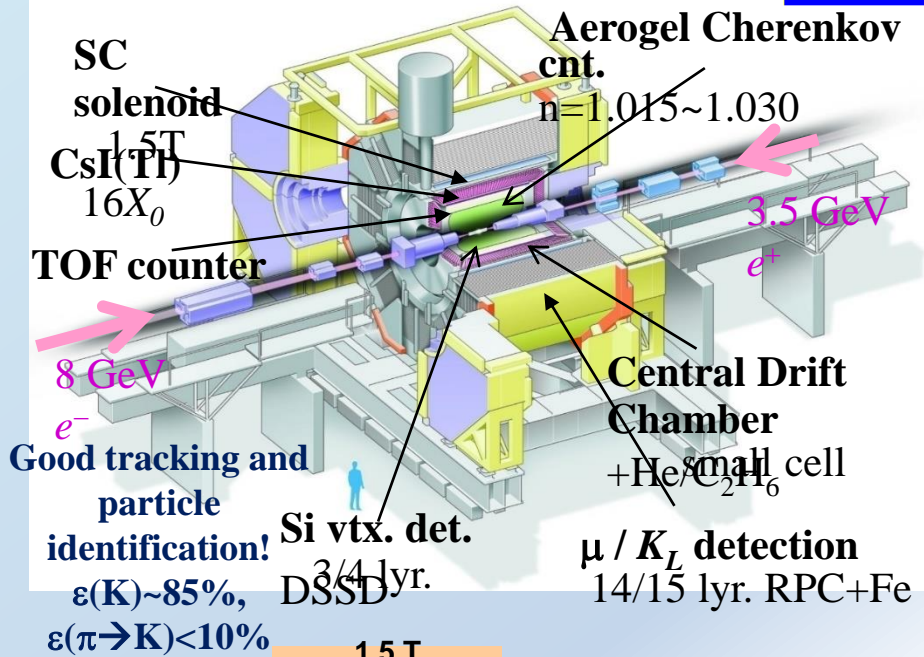 SC
solenoid
1.5T
CsI(Tl)
16X₀
TOF counter
Aerogel Cherenkov
cnt.
n=1.015~1.030
3.5 GeV
e⁺
8 GeV
e⁻
Central Drift
Chamber
small cell
+He/C₂H₆
Good tracking and
particle
identification!
ε(K)~85%,
ε(π→K)<10%
Si vtx. det.
3/4 lyr.
DSSD
μ / K_L detection
14/15 lyr. RPC+Fe
1.5 T